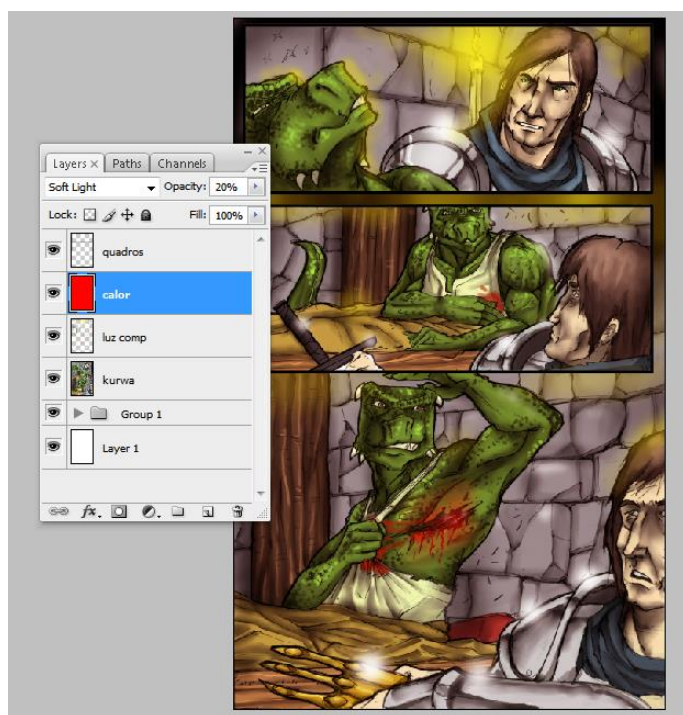 Layers × Paths Channels
Soft Light Opacity: 20%
Lock: Fill: 100%
quadros
calor
luz comp
kurwa
Group 1
Layer 1
fx.